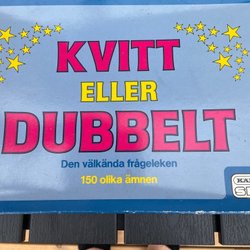 KVITT
ELLER
DUBBELT
Den välkända frågeleken
150 olika ämnen